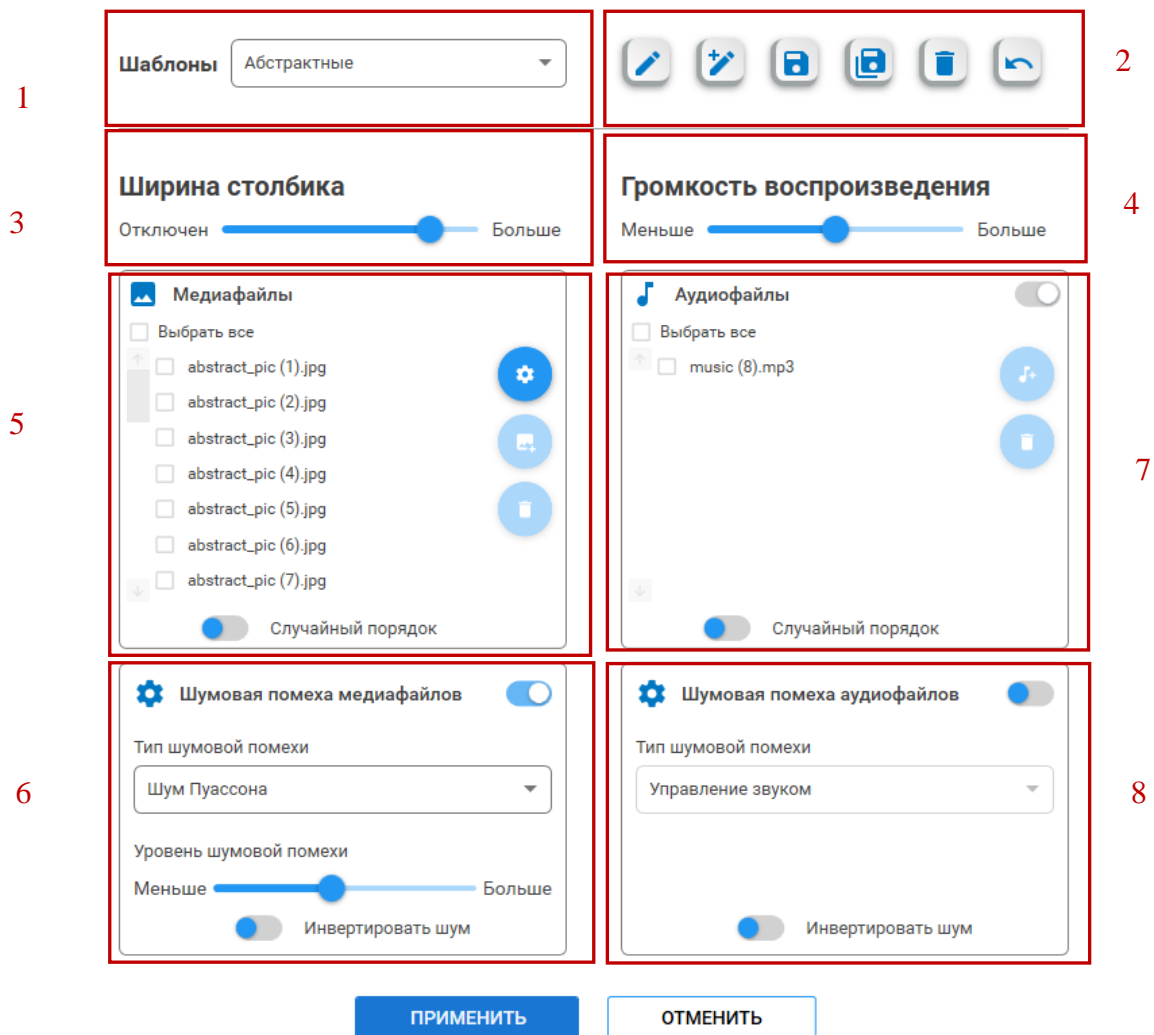 1
Шаблоны Абстрактные
2
3
Ширина столбика
Отключен Больше
4
Громкость воспроизведения
Меньше Больше
5
Медиафайлы
Выбрать все
abstract_pic (1).jpg
abstract_pic (2).jpg
abstract_pic (3).jpg
abstract_pic (4).jpg
abstract_pic (5).jpg
abstract_pic (6).jpg
abstract_pic (7).jpg
Случайный порядок
7
Аудиофайлы
Выбрать все
music (8).mp3
Случайный порядок
6
Шумовая помеха медиафайлов
Тип шумовой помехи
Шум Пуассона
Уровень шумовой помехи
Меньше Больше
Инвертировать шум
8
Шумовая помеха аудиофайлов
Тип шумовой помехи
Управление звуком
Инвертировать шум
ПРИМЕНИТЬ ОТМЕНИТЬ